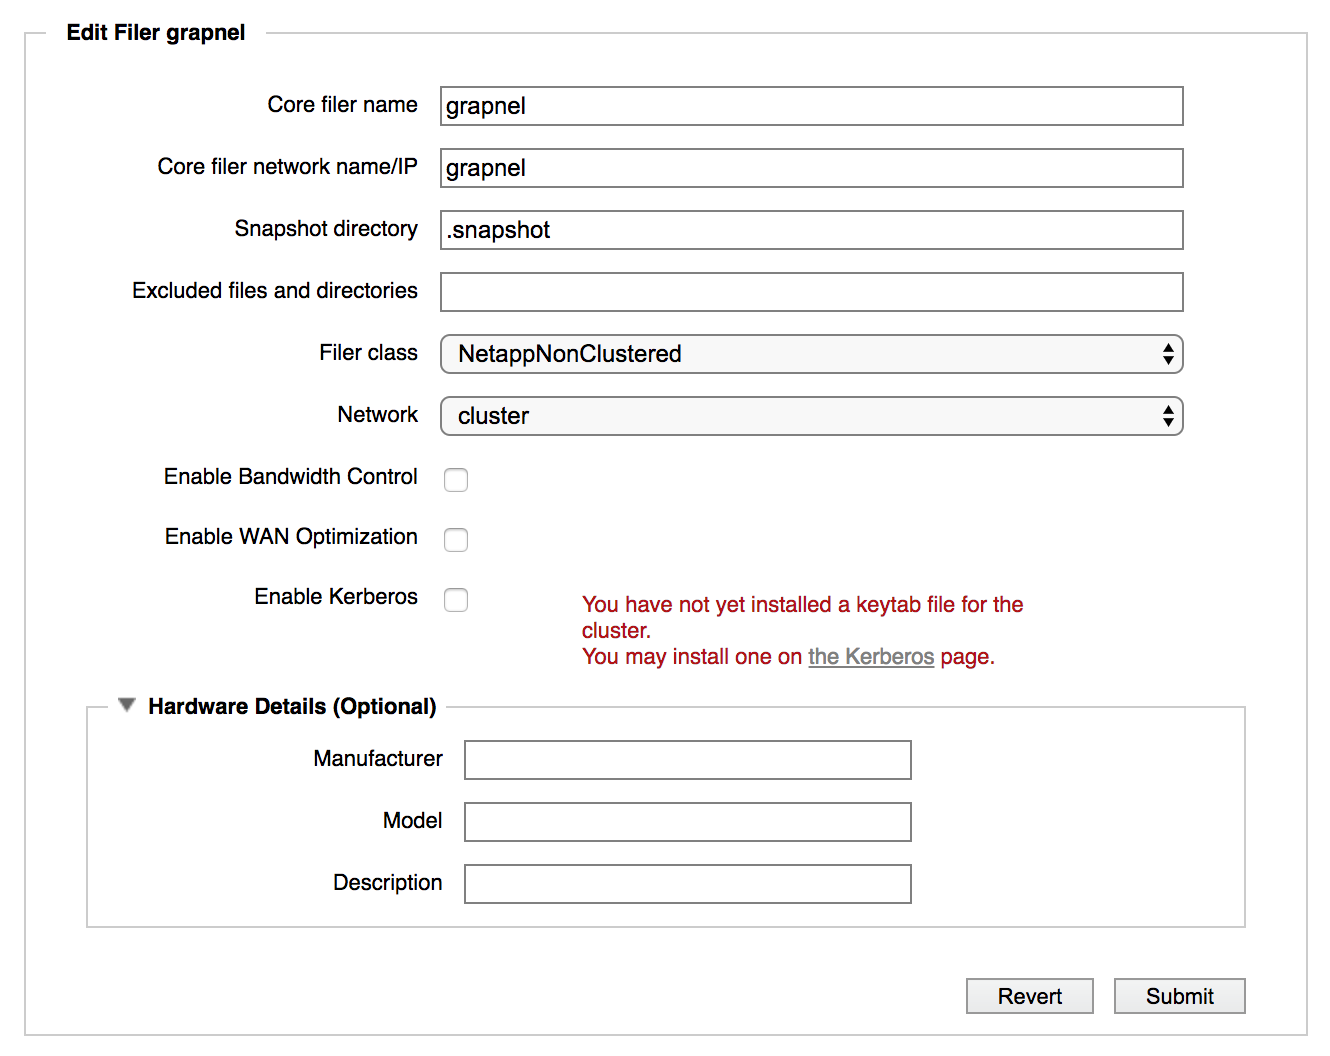 Edit Filer grapnel
Core filer name grapnel
Core filer network name/IP grapnel
Snapshot directory .snapshot
Excluded files and directories
Filer class NetappNonClustered
Network cluster
Enable Bandwidth Control
Enable WAN Optimization
Enable Kerberos
You have not yet installed a keytab file for the
cluster.
You may install one on the Kerberos page.
Hardware Details (Optional)
Manufacturer
Model
Description
Revert Submit